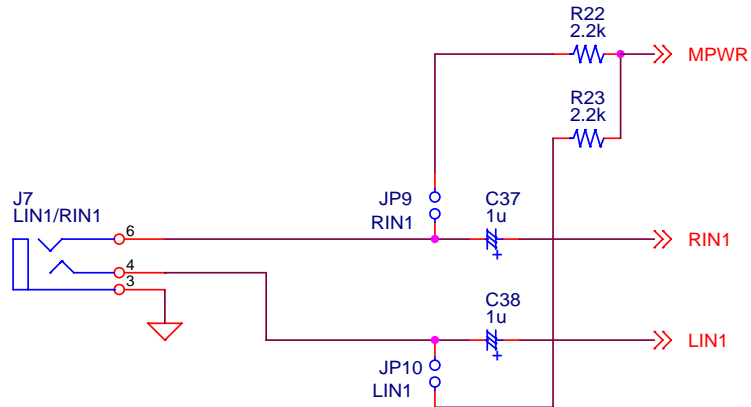 R22
2.2k
MPWR
R23
2.2k
J7
LIN1/RIN1
JP9
RIN1
C37
1u
+
6
RIN1
4
3
C38
1u
+
LIN1
JP10
LIN1